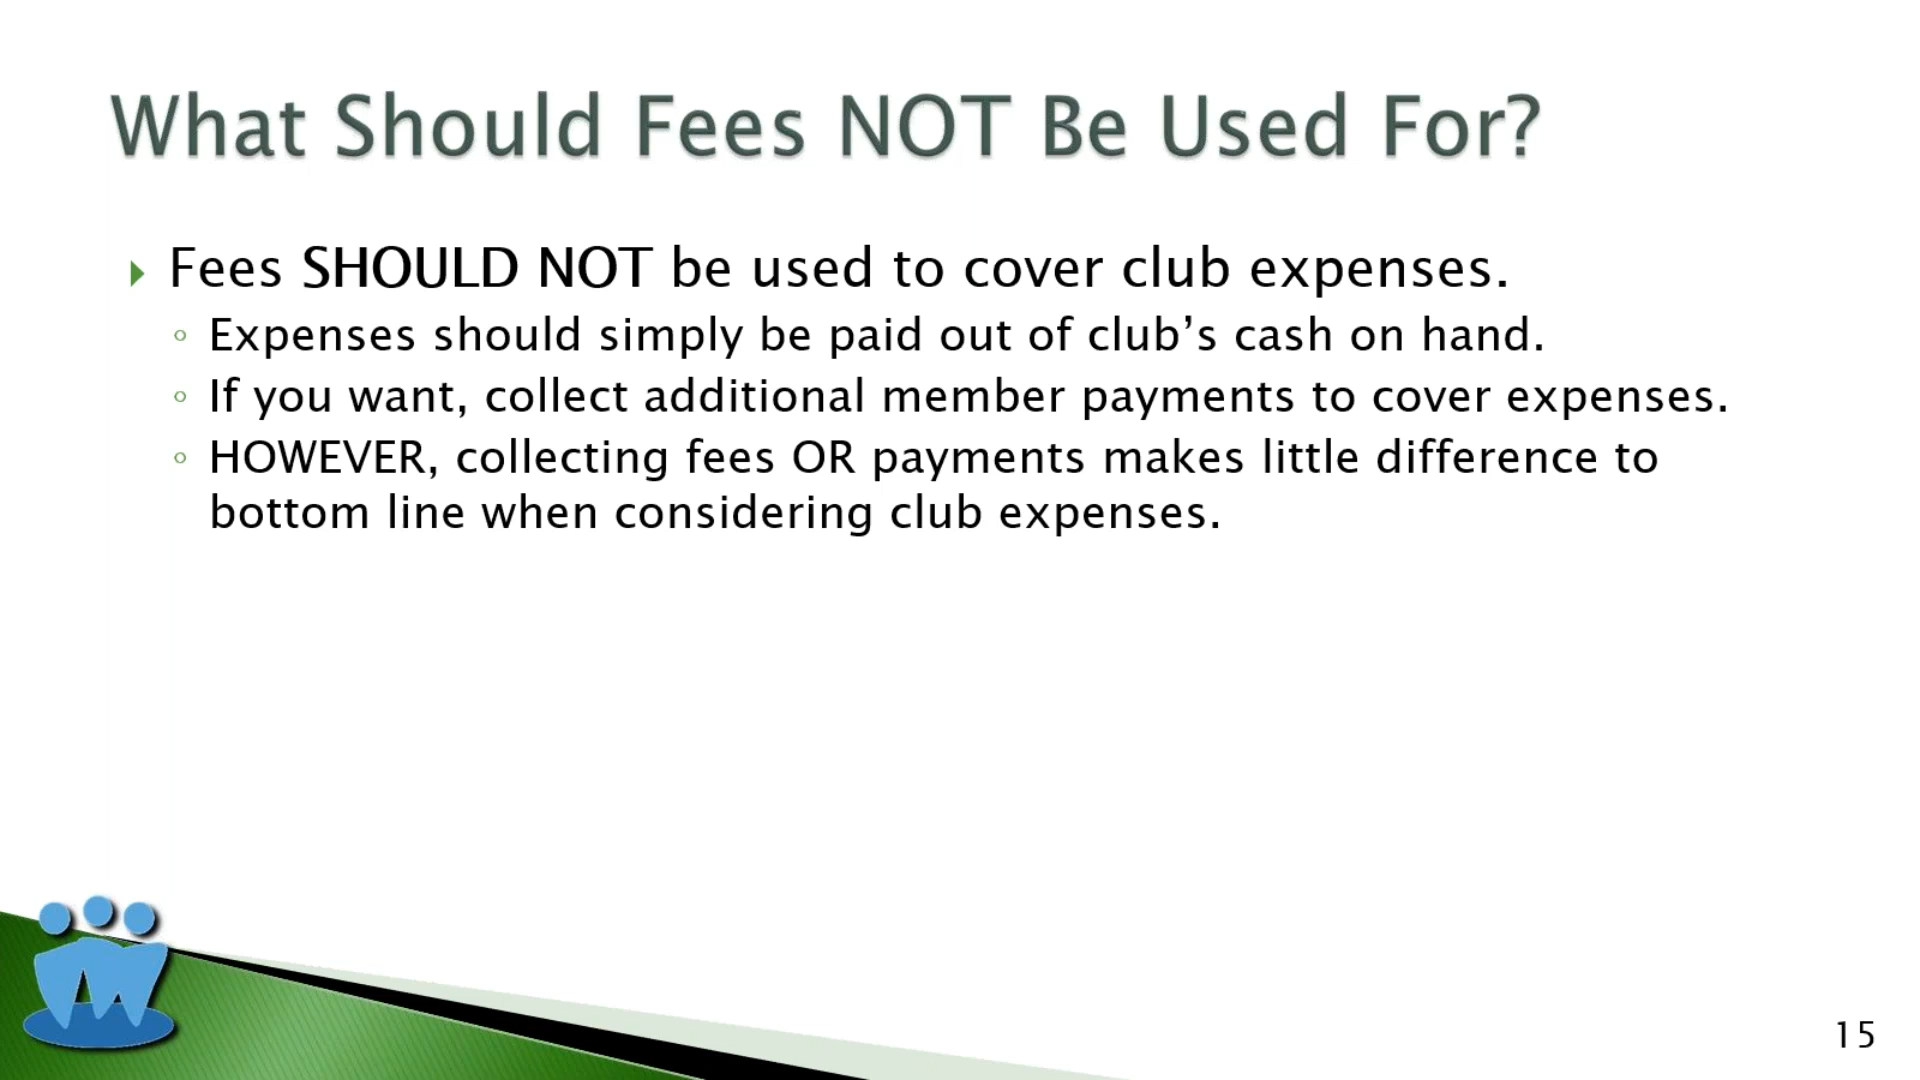 What Should Fees NOT Be Used For?
Fees SHOULD NOT be used to cover club expenses.
Expenses should simply be paid out of club’s cash on hand.
If you want, collect additional member payments to cover expenses.
HOWEVER, collecting fees OR payments makes little difference to
bottom line when considering club expenses.
15